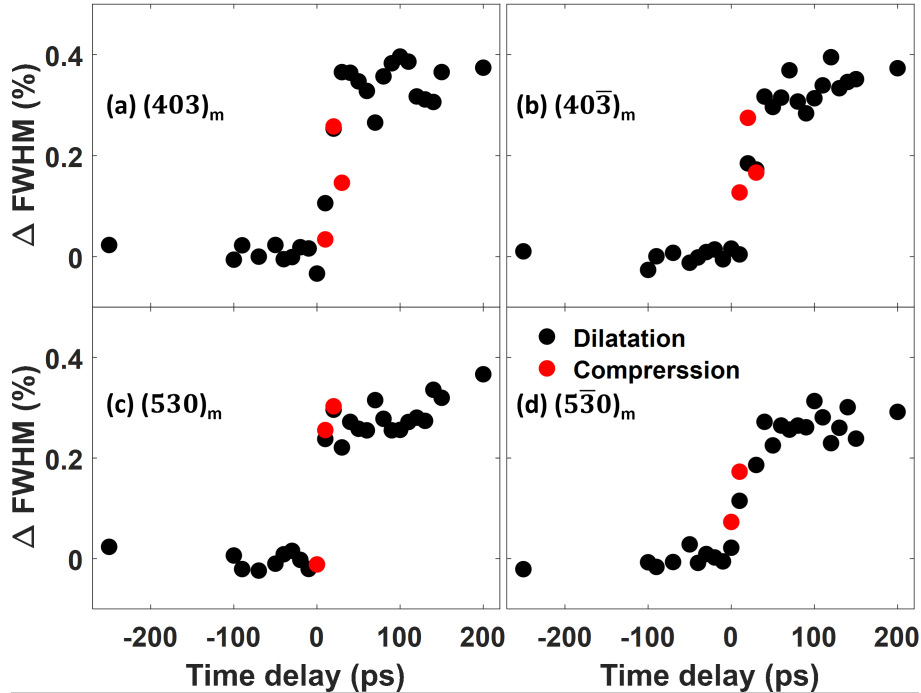 0.4
0.2
0
Δ FWHM (%)
(a) (403)ₘ
(b) (403̅)ₘ
0.4
0.2
0
Δ FWHM (%)
(c) (530)ₘ
Dilatation
Comprerssion
(d) (53̅0)ₘ
-200 -100 0 100 200
-200 -100 0 100 200
Time delay (ps)
Time delay (ps)